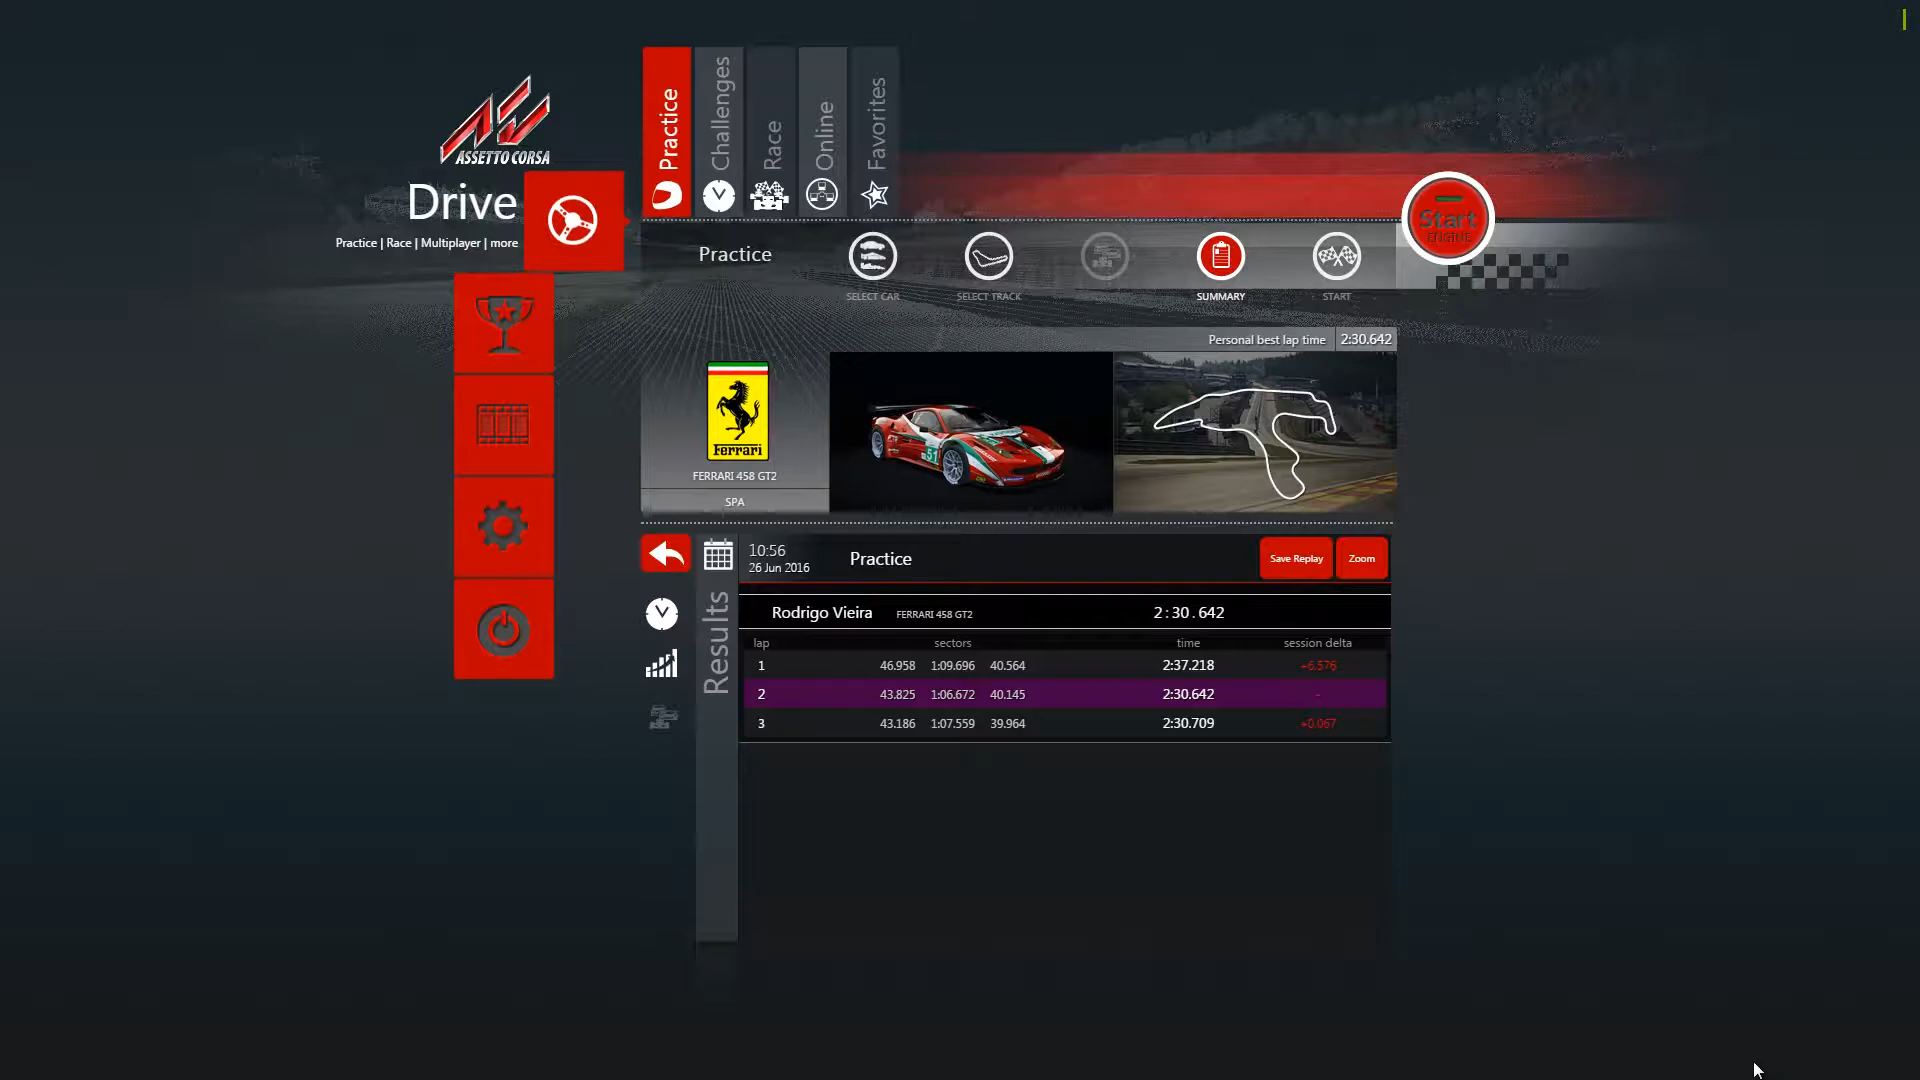 Practice
Challenges
Race
Online
Favorites
ASSETTO CORSA
Drive
Practice | Race | Multiplayer | more
Start
ENGINE
Practice
SELECT CAR
SELECT TRACK
SUMMARY
START
Personal best lap time 2:30.642
Ferrari
51
FERRARI 458 GT2
SPA
10:56
26 Jun 2016
Practice
Save Replay
Zoom
Results
Rodrigo Vieira FERRARI 458 GT2 2:30.642
lap sectors time session delta
1 46.958 1:09.696 40.564 2:37.218 +6.576
2 43.825 1:06.672 40.145 2:30.642 -
3 43.186 1:07.559 39.964 2:30.709 +0.067